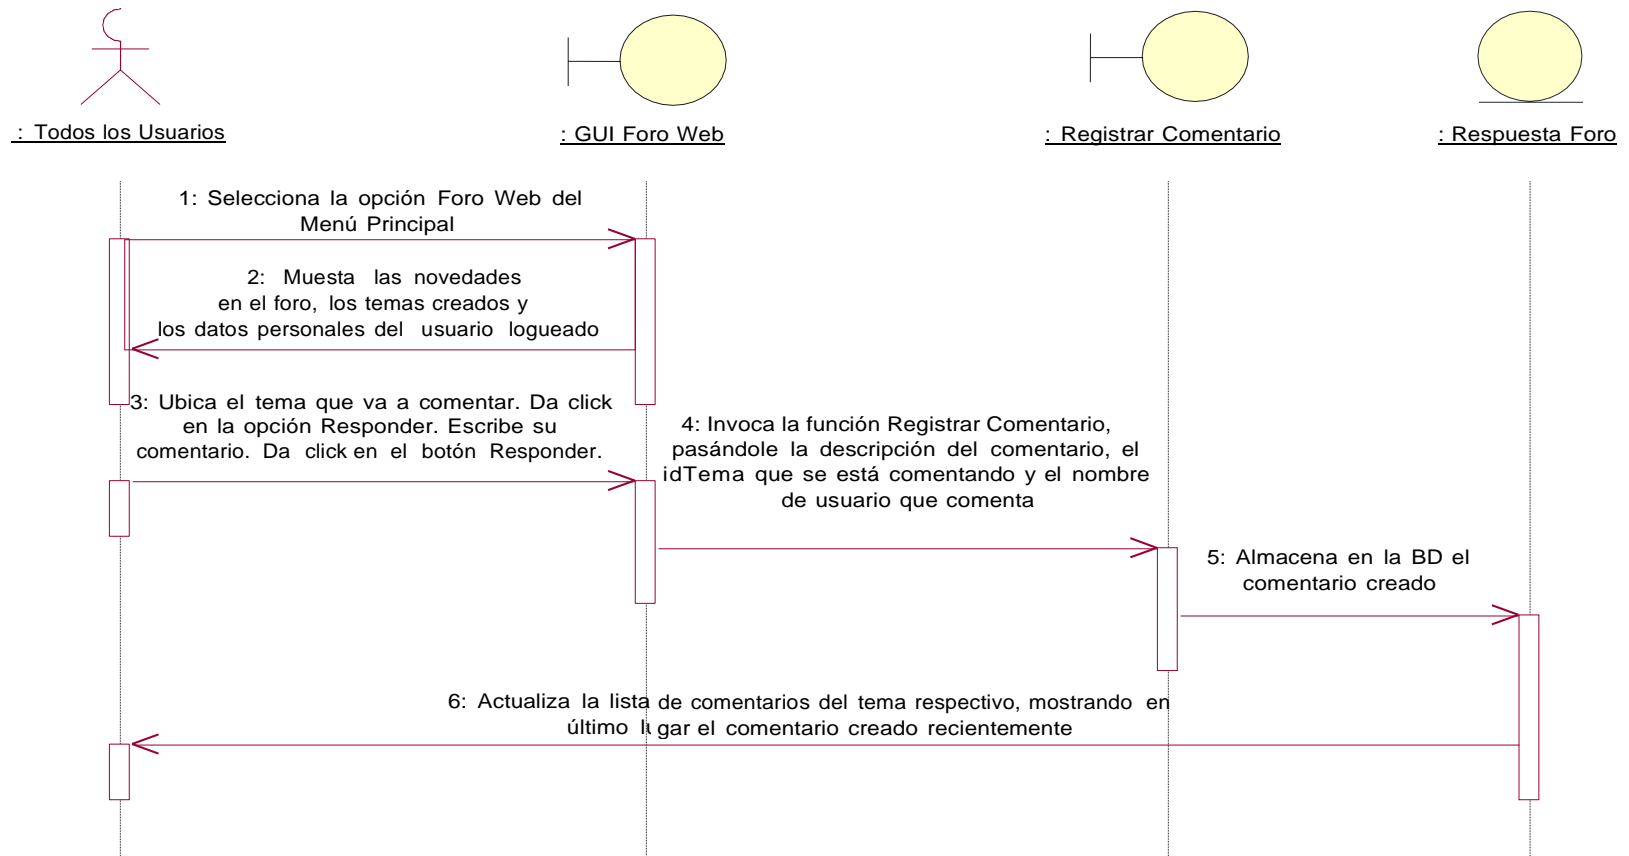 : Todos los Usuarios
: GUI Foro Web
: Registrar Comentario
: Respuesta Foro
1: Selecciona la opción Foro Web del
Menú Principal
2: Muesta las novedades
en el foro, los temas creados y
los datos personales del usuario logueado
3: Ubica el tema que va a comentar. Da click
en la opción Responder. Escribe su
comentario. Da click en el botón Responder.
4: Invoca la función Registrar Comentario,
pasándole la descripción del comentario, el
idTema que se está comentando y el nombre
de usuario que comenta
5: Almacena en la BD el
comentario creado
6: Actualiza la lista de comentarios del tema respectivo, mostrando en
último lugar el comentario creado recientemente